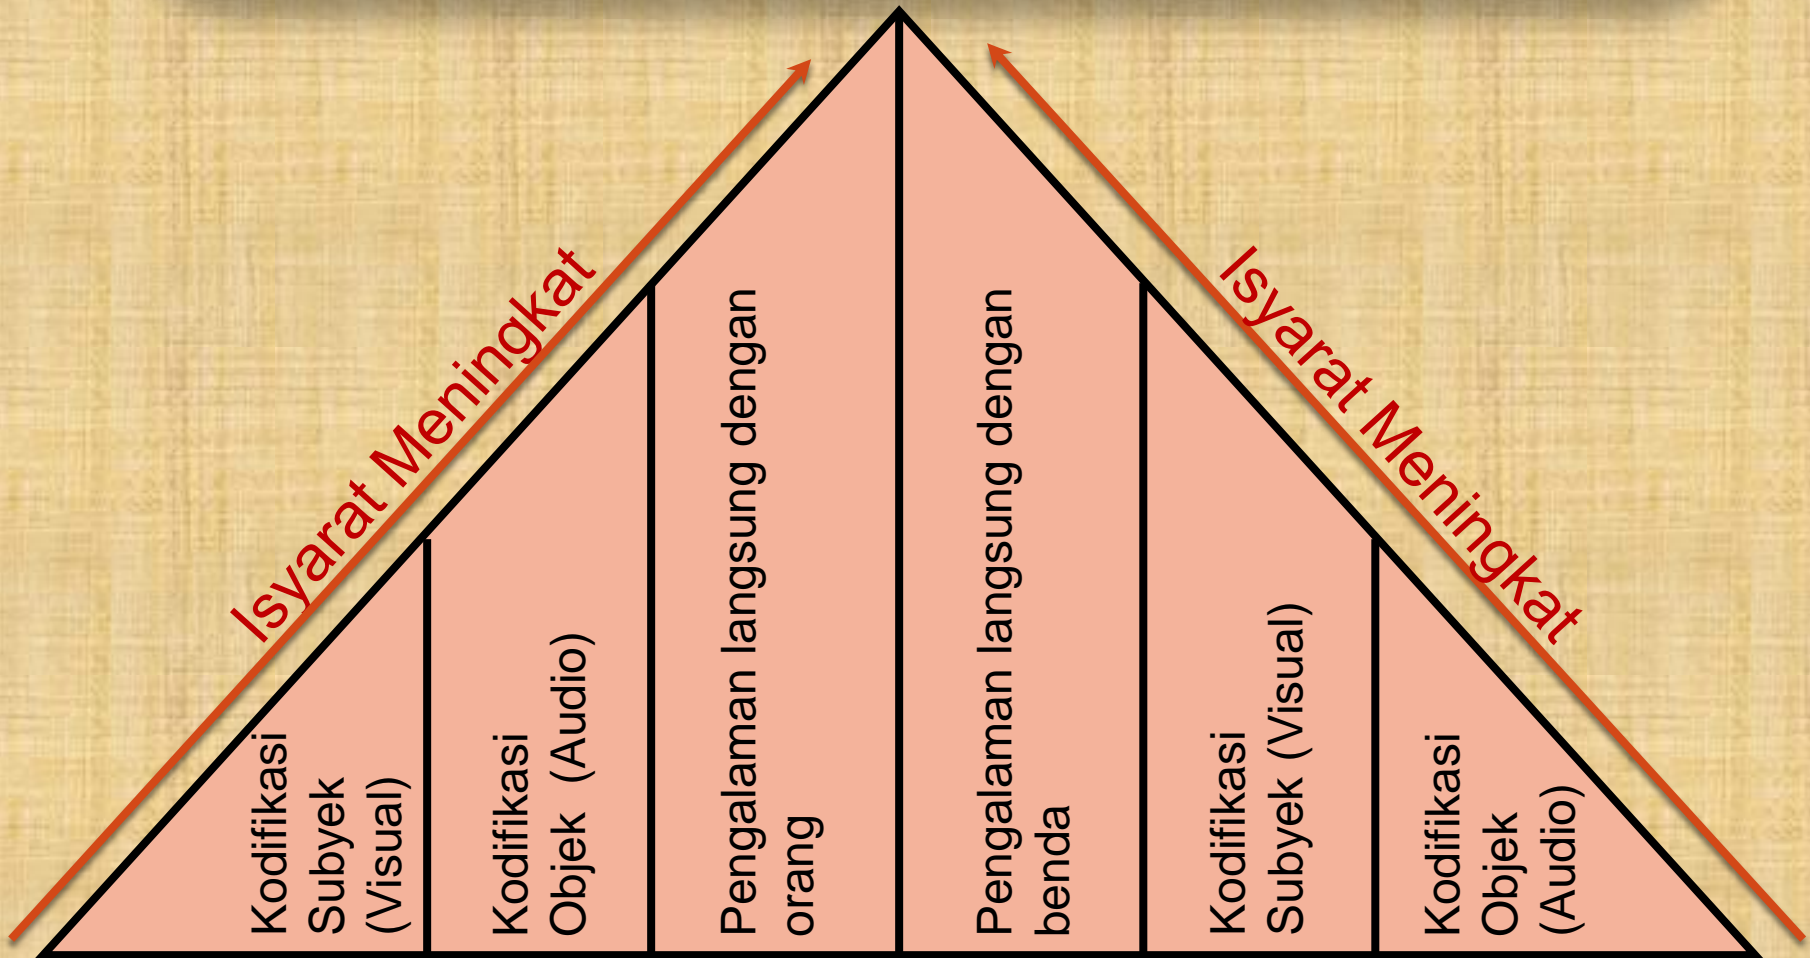 Isyarat Meningkat
Isyarat Meningkat
Kodifikasi
Subyek
(Visual)
Kodifikasi
Objek (Audio)
Pengalaman langsung dengan
orang
Pengalaman langsung dengan
benda
Kodifikasi
Subyek (Visual)
Kodifikasi
Objek
(Audio)